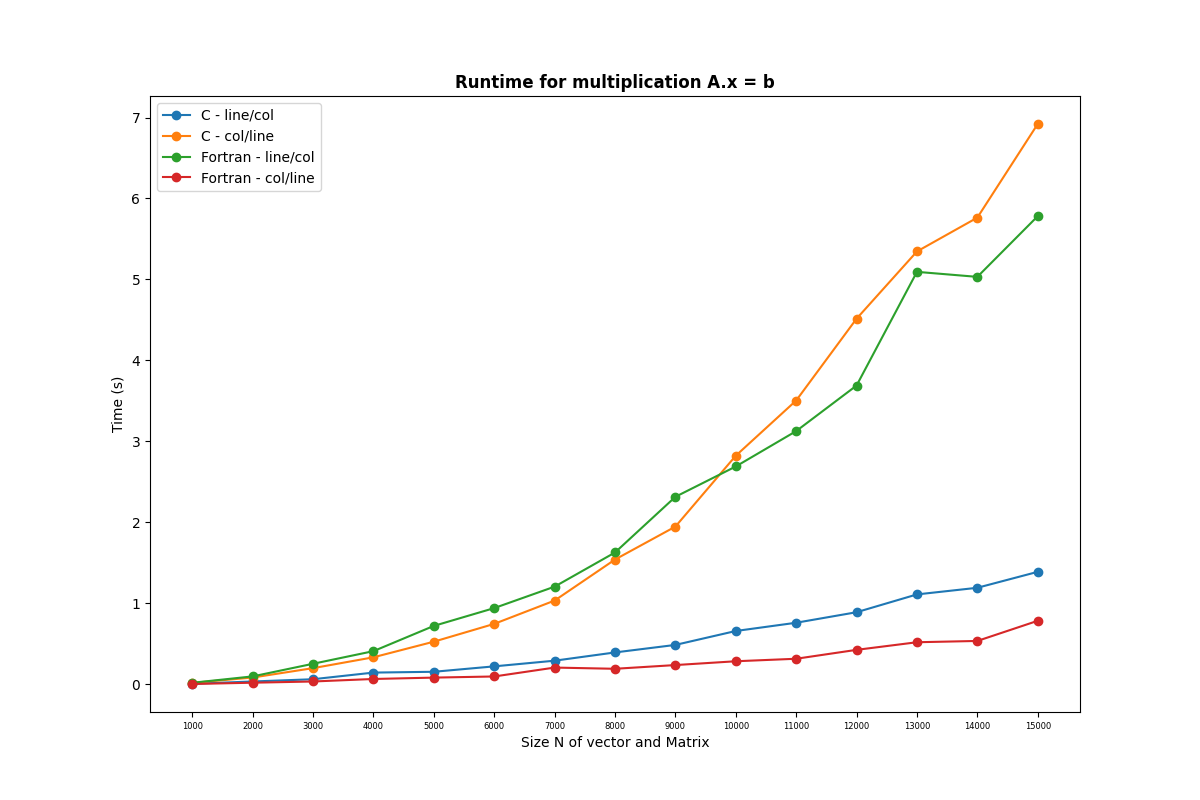 Runtime for multiplication A.x = b
C - line/col
C - col/line
Fortran - line/col
Fortran - col/line
7
6
5
4
3
2
1
0
Time (s)
1000 2000 3000 4000 5000 6000 7000 8000 9000 10000 11000 12000 13000 14000 15000
Size N of vector and Matrix